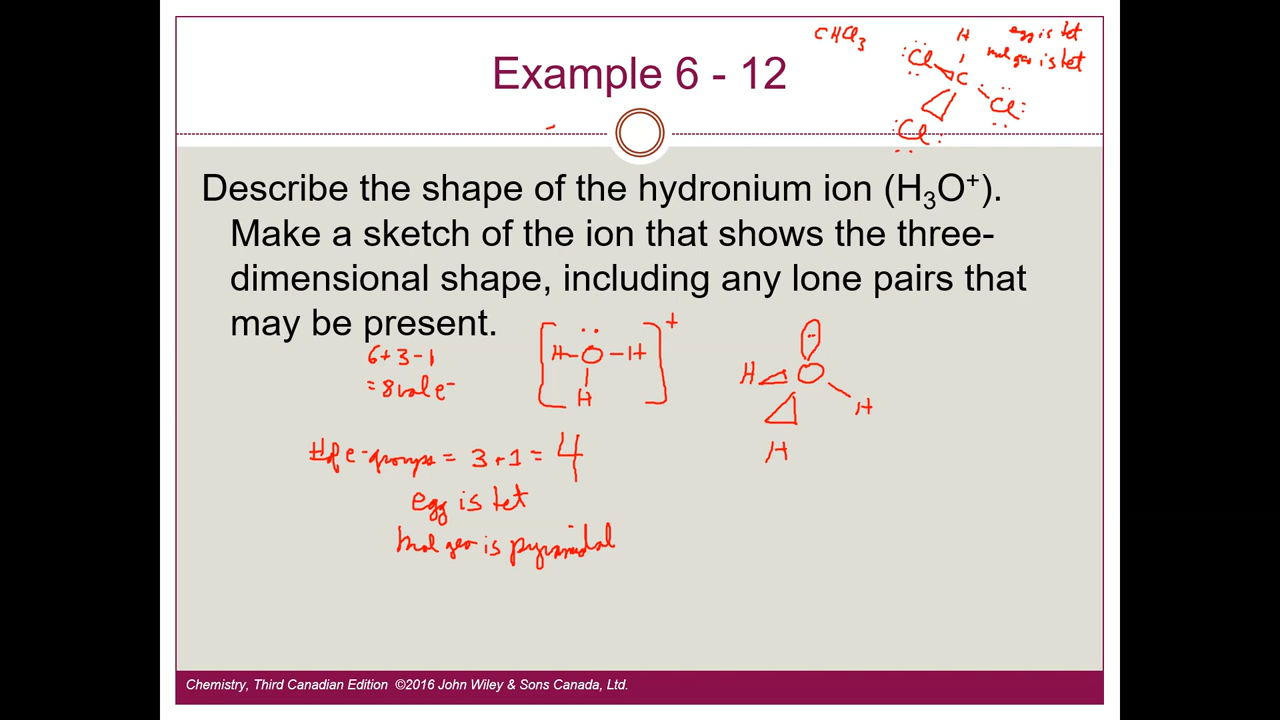 CHCl3
H
egg is tet
mol geo is tet
:Cl
C
Cl:
:Cl:
Example 6 - 12
Describe the shape of the hydronium ion (H3O+).
Make a sketch of the ion that shows the three-
dimensional shape, including any lone pairs that
may be present.
6+3-1
= 8 val e-
[H-O-H]+
H
H O
H
H
# of e- groups = 3+1 = 4
egg is tet
mol geo is pyramidal
Chemistry, Third Canadian Edition ©2016 John Wiley & Sons Canada, Ltd.